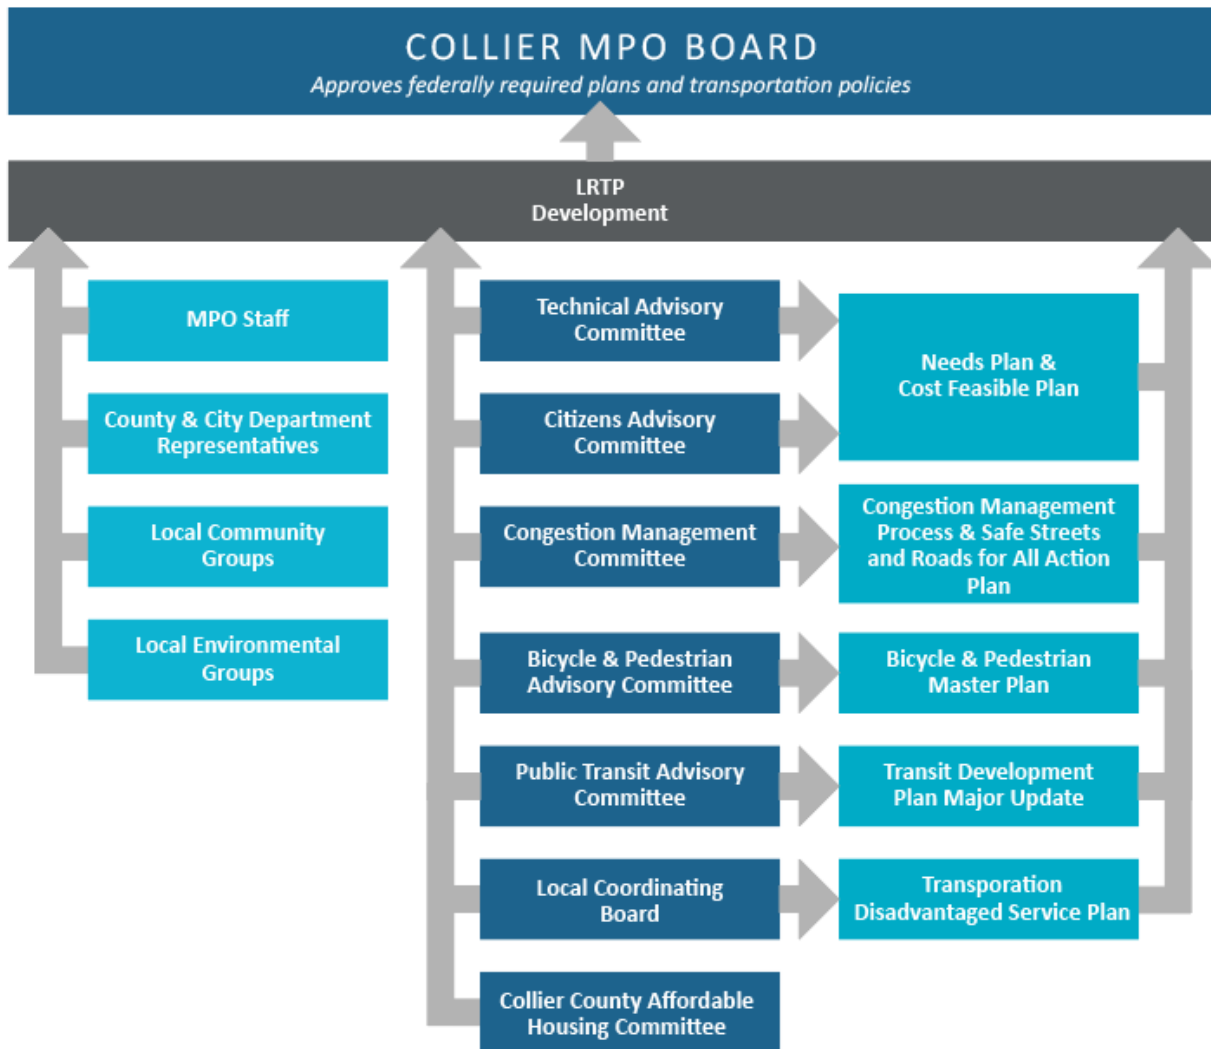 COLLIER MPO BOARD
Approves federally required plans and transportation policies
LRTP
Development
MPO Staff
County & City Department
Representatives
Local Community
Groups
Local Environmental
Groups
Technical Advisory
Committee
Citizens Advisory
Committee
Congestion Management
Committee
Bicycle & Pedestrian
Advisory Committee
Public Transit Advisory
Committee
Local Coordinating
Board
Collier County Affordable
Housing Committee
Needs Plan &
Cost Feasible Plan
Congestion Management
Process & Safe Streets
and Roads for All Action
Plan
Bicycle & Pedestrian
Master Plan
Transit Development
Plan Major Update
Transporation
Disadvantaged Service Plan